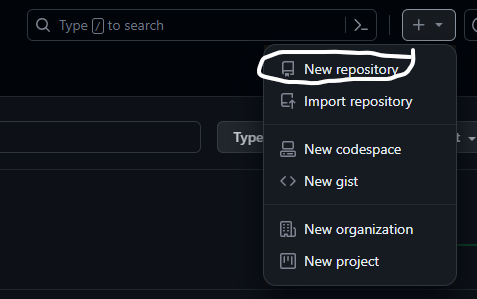 Type / to search
New repository
Import repository
Type
New codespace
New gist
New organization
New project